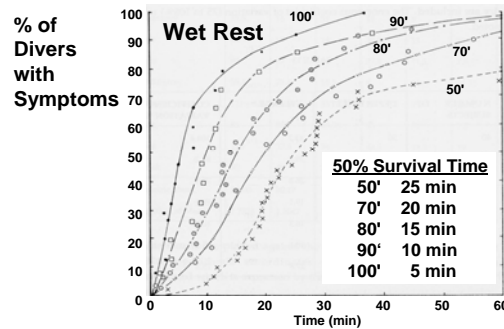 % of
Divers
with
Symptoms
Wet Rest
100'
90'
80'
70'
50'
100
90
80
70
60
50
40
30
20
10
0
50% Survival Time
50' 25 min
70' 20 min
80' 15 min
90‘ 10 min
100' 5 min
0 10 20 30 40 50 60
Time (min)